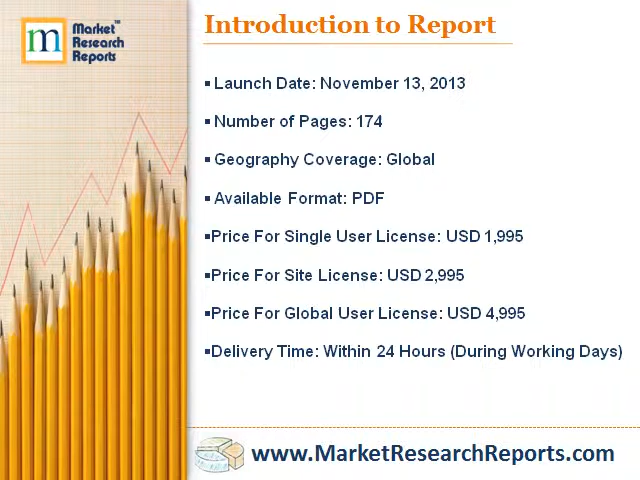 m
Market™
Research
Reports
Introduction to Report
▪ Launch Date: November 13, 2013
▪ Number of Pages: 174
▪ Geography Coverage: Global
▪ Available Format: PDF
▪Price For Single User License: USD 1,995
▪Price For Site License: USD 2,995
▪Price For Global User License: USD 4,995
▪Delivery Time: Within 24 Hours (During Working Days)
www.MarketResearchReports.com